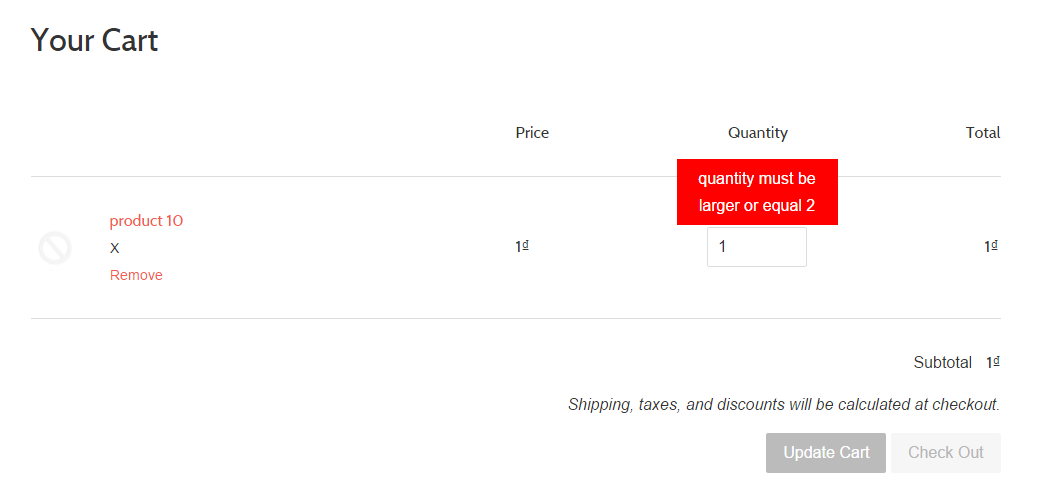 Your Cart
Price Quantity Total
quantity must be
larger or equal 2
product 10
X
1₫ 1 1₫
Remove
Subtotal 1₫
Shipping, taxes, and discounts will be calculated at checkout.
Update Cart Check Out